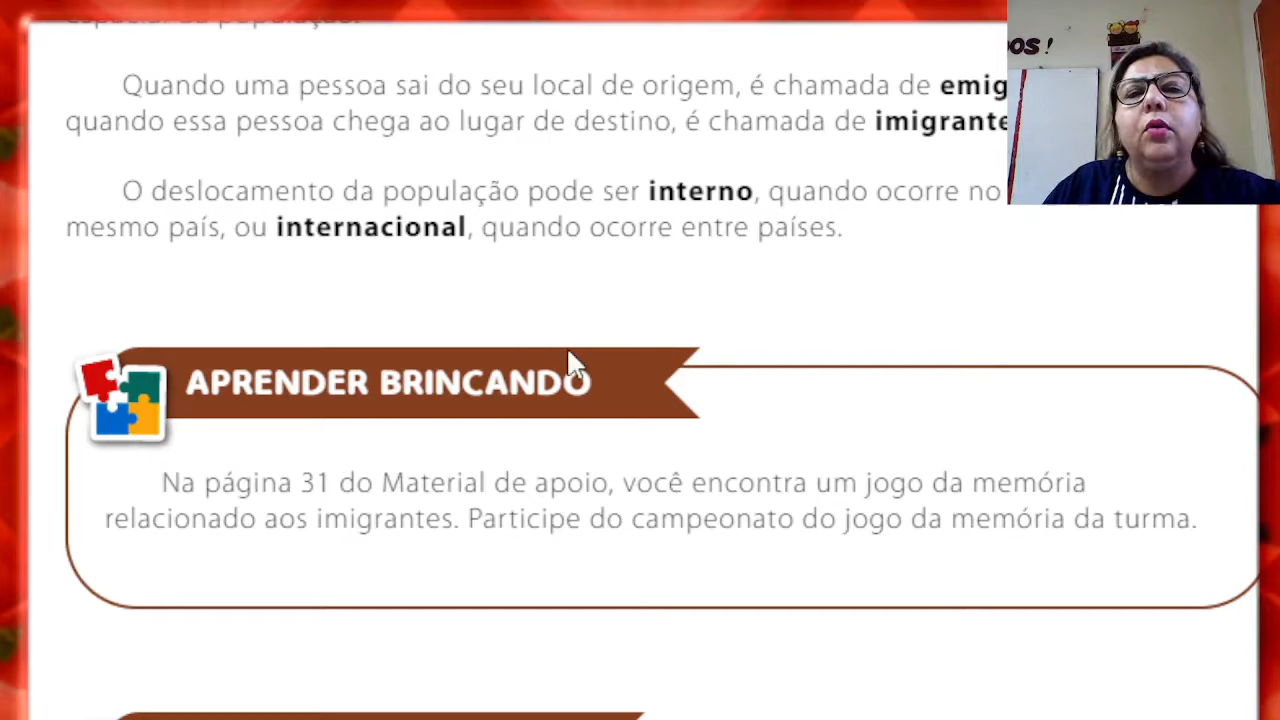 Quando uma pessoa sai do seu local de origem, é chamada de
quando essa pessoa chega ao lugar de destino, é chamada de imigrante
O deslocamento da população pode ser interno, quando ocorre no
mesmo país, ou internacional, quando ocorre entre países.
APRENDER BRINCANDO
Na página 31 do Material de apoio, você encontra um jogo da memória
relacionado aos imigrantes. Participe do campeonato do jogo da memória da turma.